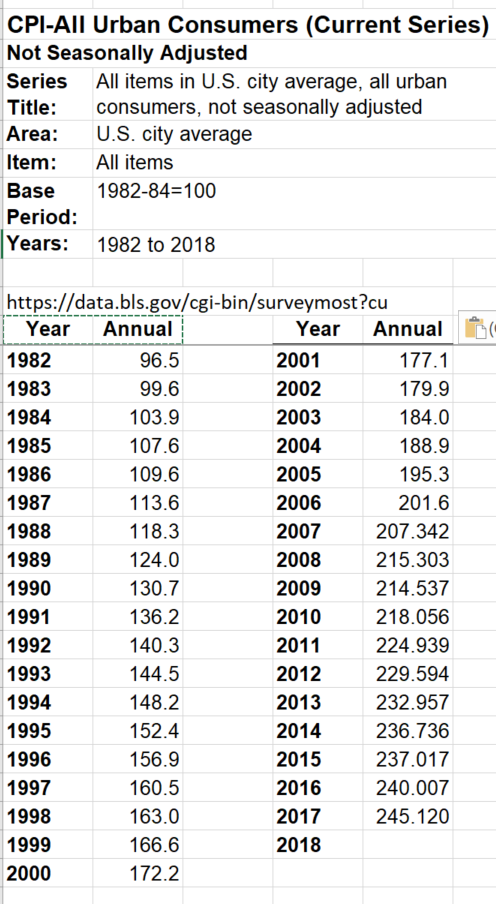 CPI-All Urban Consumers (Current Series)
Not Seasonally Adjusted
Series Title: All items in U.S. city average, all urban consumers, not seasonally adjusted
Area: U.S. city average
Item: All items
Base Period: 1982-84=100
Years: 1982 to 2018
https://data.bls.gov/cgi-bin/surveymost?cu
Year Annual Year Annual
1982 96.5 2001 177.1
1983 99.6 2002 179.9
1984 103.9 2003 184.0
1985 107.6 2004 188.9
1986 109.6 2005 195.3
1987 113.6 2006 201.6
1988 118.3 2007 207.342
1989 124.0 2008 215.303
1990 130.7 2009 214.537
1991 136.2 2010 218.056
1992 140.3 2011 224.939
1993 144.5 2012 229.594
1994 148.2 2013 232.957
1995 152.4 2014 236.736
1996 156.9 2015 237.017
1997 160.5 2016 240.007
1998 163.0 2017 245.120
1999 166.6 2018
2000 172.2